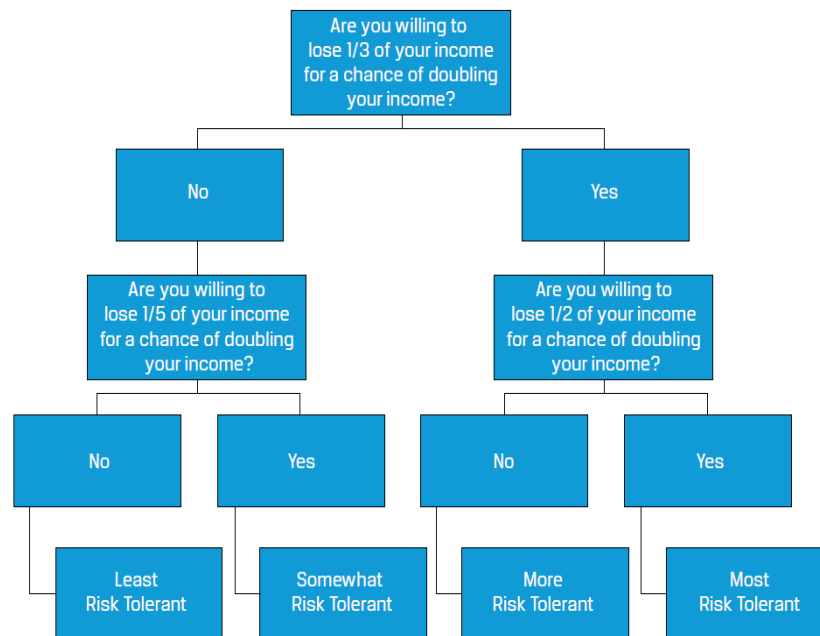 Are you willing to
lose 1/3 of your income
for a chance of doubling
your income?
No
Yes
Are you willing to
lose 1/5 of your income
for a chance of doubling
your income?
Are you willing to
lose 1/2 of your income
for a chance of doubling
your income?
No
Yes
No
Yes
Least
Risk Tolerant
Somewhat
Risk Tolerant
More
Risk Tolerant
Most
Risk Tolerant